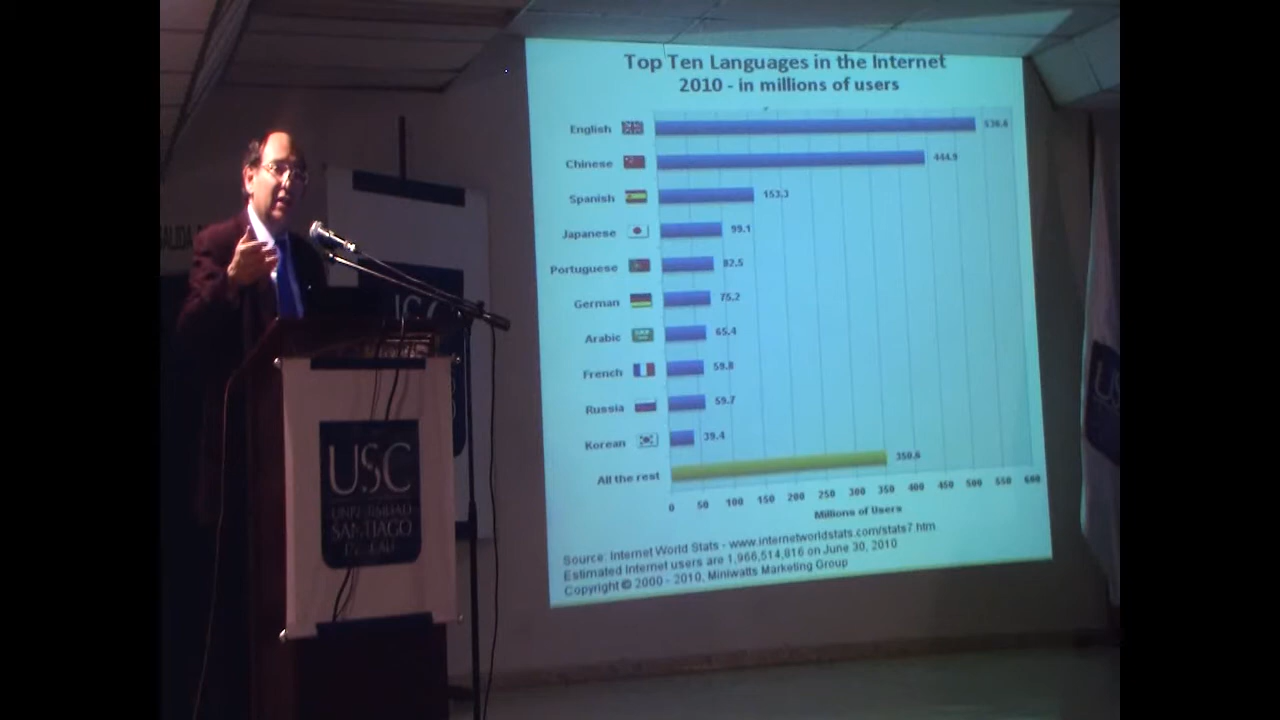 Top Ten Languages in the Internet
2010 - in millions of users
English 536.6
Chinese 444.9
Spanish 153.3
Japanese 99.1
Portuguese 82.5
German 75.2
Arabic 65.4
French 59.8
Russia 59.7
Korean 39.4
All the rest 350.6
0 50 100 150 200 250 300 350 400 450 500 550 600
Millions of Users
Source: Internet World Stats - www.internetworldstats.com/stats7.htm
Estimated Internet users are 1,966,514,816 on June 30, 2010
Copyright © 2000 - 2010, Miniwatts Marketing Group
SALIDA
USC
UNIVERSIDAD
SANTIAGO
DE CALI